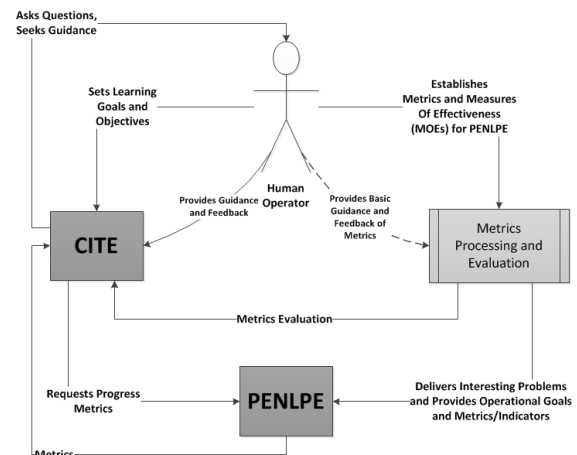 Asks Questions,
Seeks Guidance
Sets Learning
Goals and
Objectives
Establishes
Metrics and Measures
Of Effectiveness
(MOEs) for PENLPE
Human
Operator
Provides Guidance
and Feedback
Provides Basic
Guidance and
Feedback of
Metrics
CITE
Metrics
Processing and
Evaluation
Metrics Evaluation
Requests Progress
Metrics
PENLPE
Delivers Interesting Problems
and Provides Operational Goals
and Metrics/Indicators
Metrics